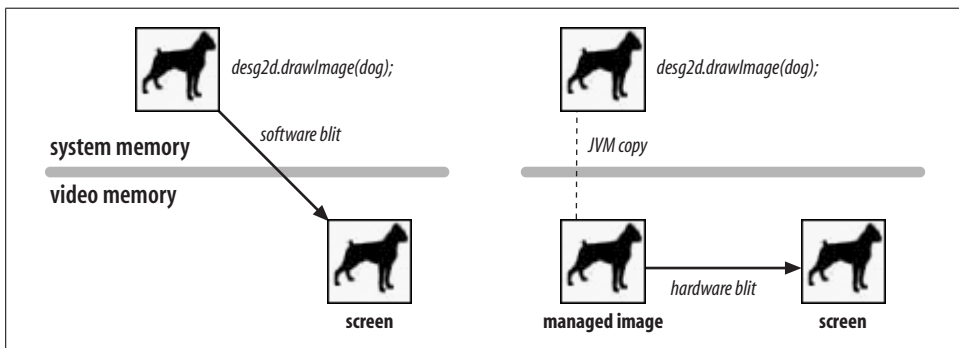 desg2d.drawImage(dog);
software blit
system memory
video memory
screen
desg2d.drawImage(dog);
JVM copy
hardware blit
managed image
screen